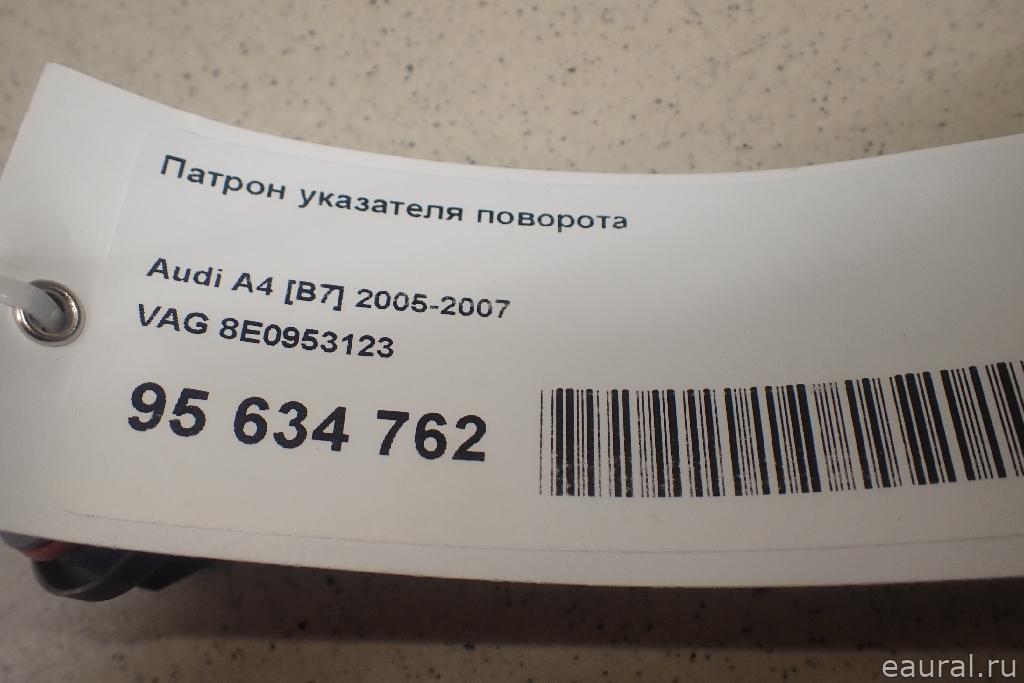 Патрон указателя поворота
Audi A4 [B7] 2005-2007
VAG 8E0953123
95 634 762
eaural.ru